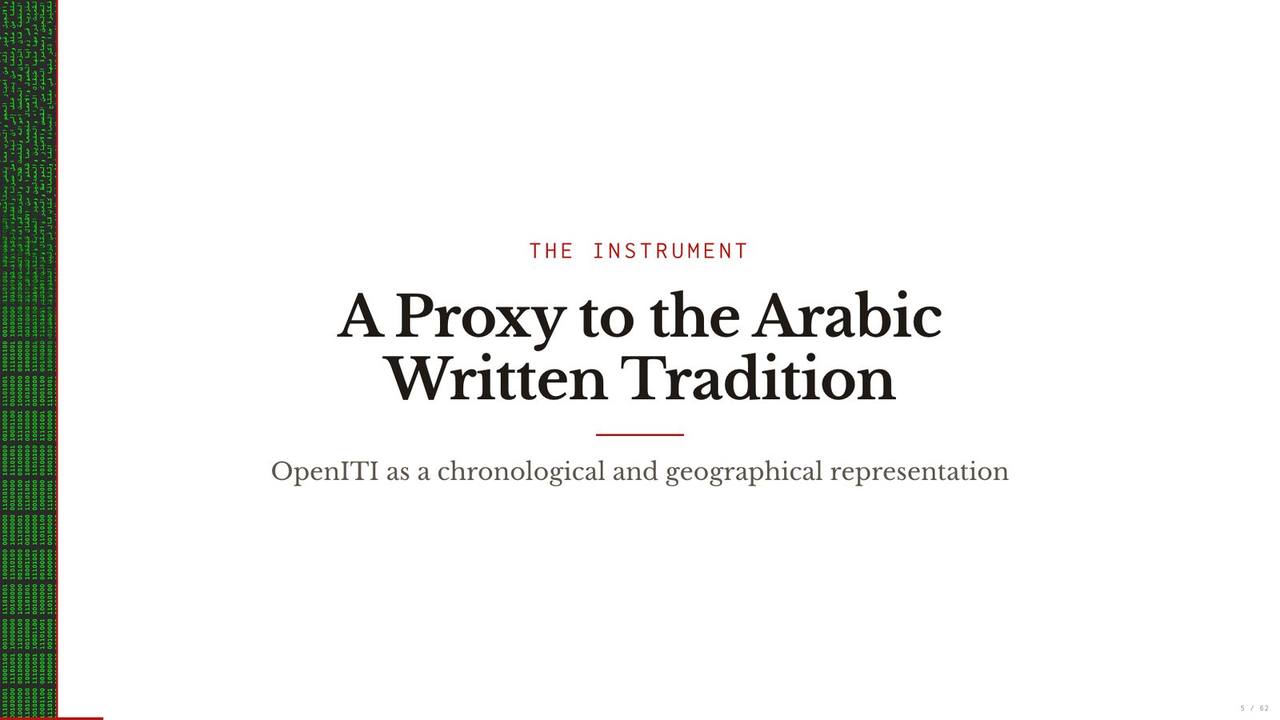 THE INSTRUMENT
A Proxy to the Arabic
Written Tradition
OpenITI as a chronological and geographical representation
5 / 62